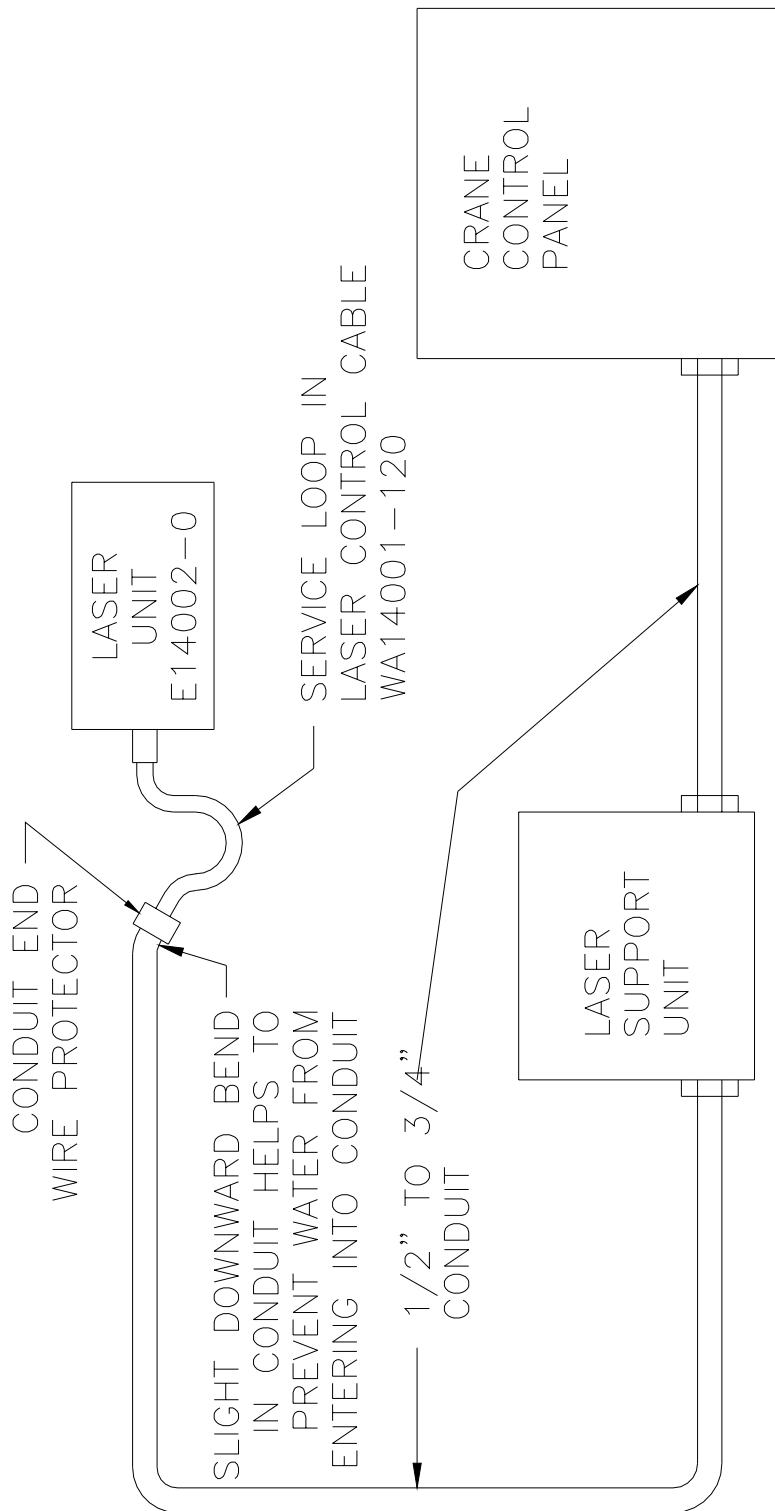 CONDUIT END
WIRE PROTECTOR
LASER
UNIT
E14002-0
SLIGHT DOWNWARD BEND
IN CONDUIT HELPS TO
PREVENT WATER FROM
ENTERING INTO CONDUIT
SERVICE LOOP IN
LASER CONTROL CABLE
WA14001-120
1/2" TO 3/4"
CONDUIT
LASER
SUPPORT
UNIT
CRANE
CONTROL
PANEL